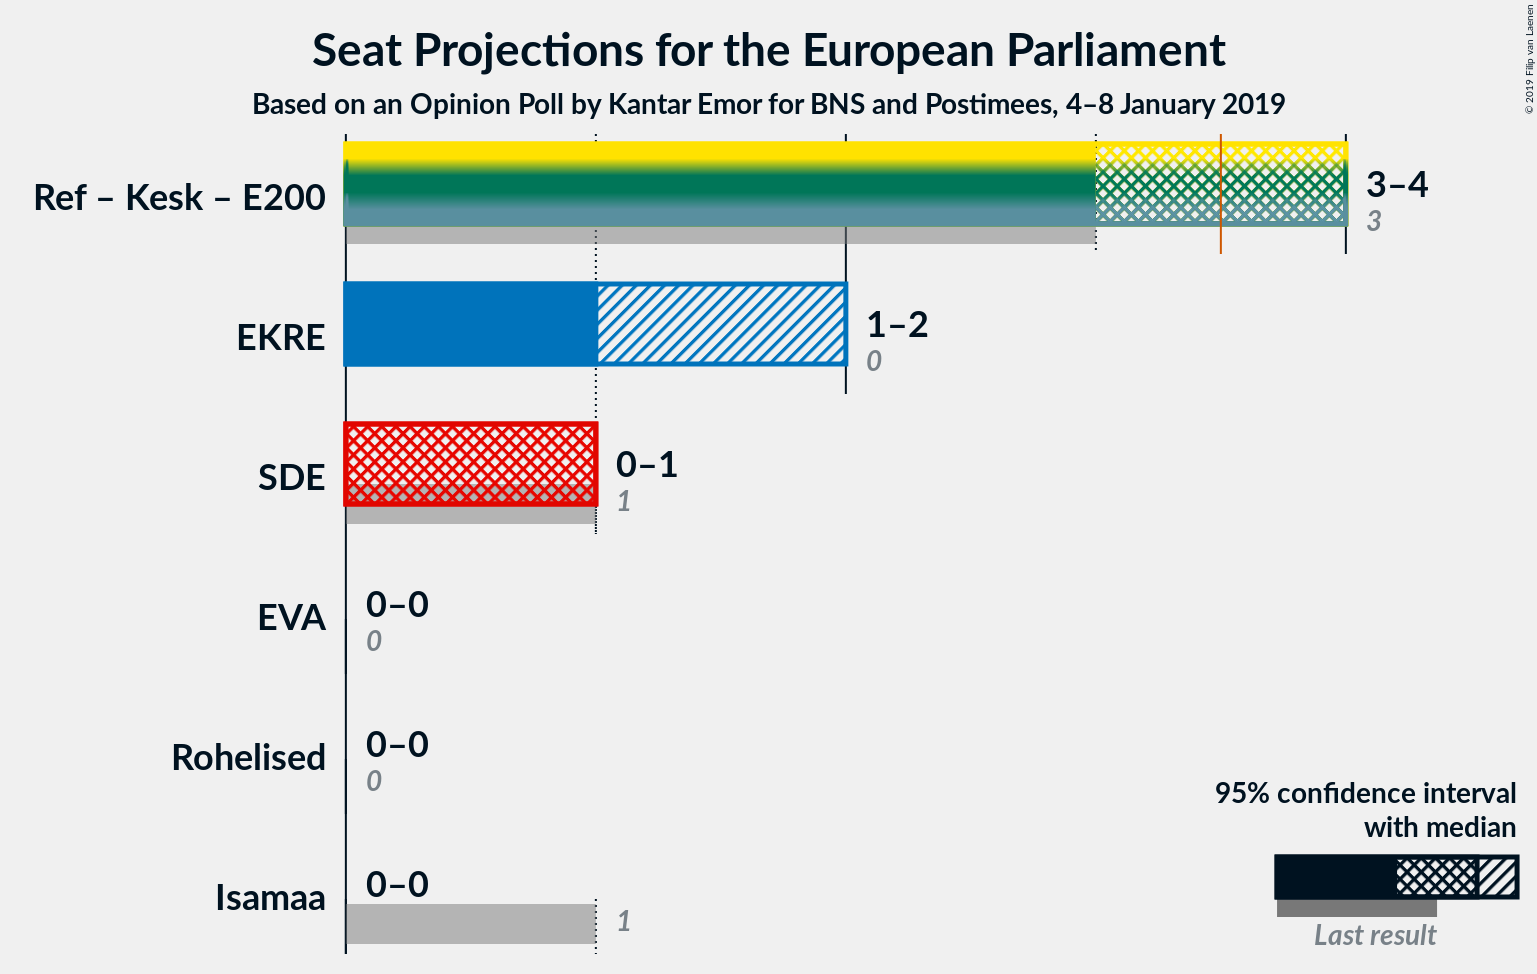 Seat Projections for the European Parliament
Based on an Opinion Poll by Kantar Emor for BNS and Postimees, 4–8 January 2019
© 2019 Filip van Laenen
Ref – Kesk – E200
3–4
3
EKRE
1–2
0
SDE
0–1
1
EVA
0–0
0
Rohelised
0–0
0
Isamaa
0–0
1
95% confidence interval
with median
Last result